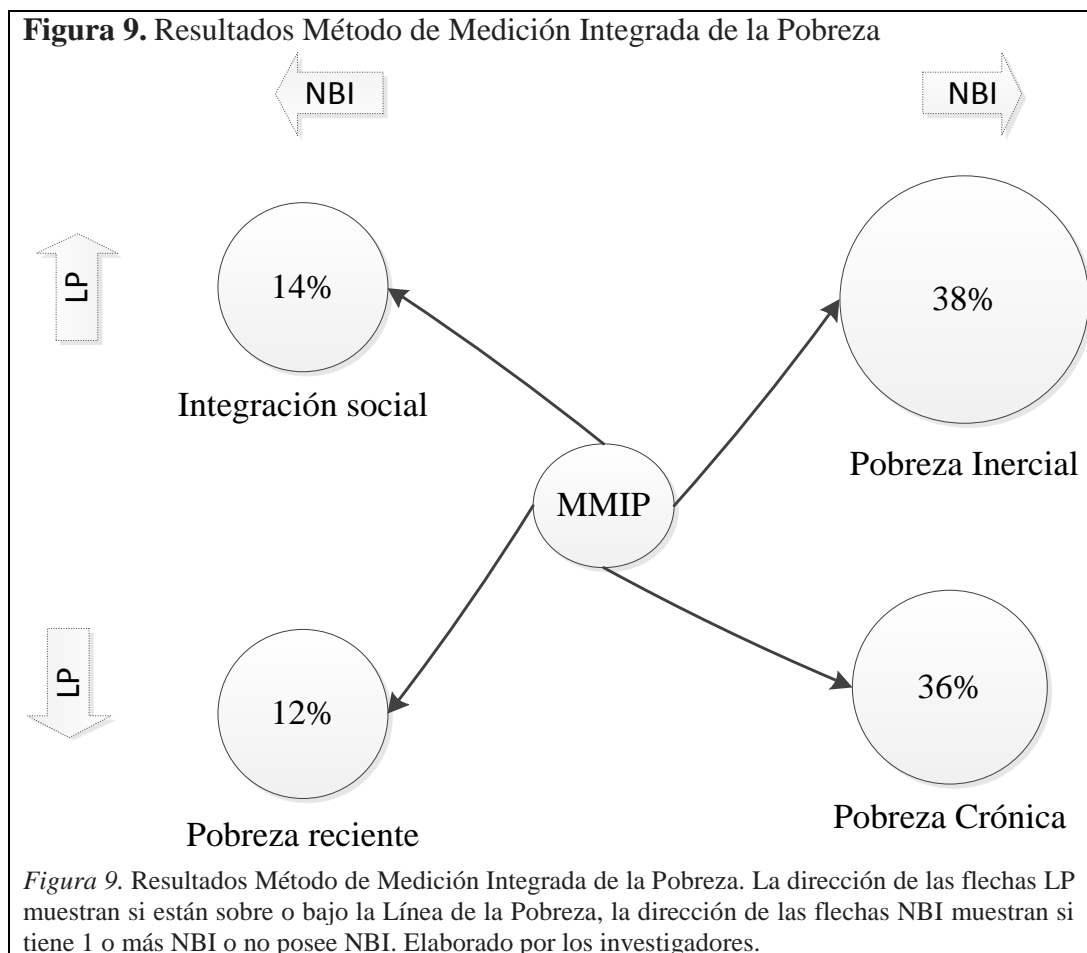 Figura 9. Resultados Método de Medición Integrada de la Pobreza
NBI
NBI
LP
14%
38%
Integración social
Pobreza Inercial
MMIP
LP
12%
36%
Pobreza reciente
Pobreza Crónica
Figura 9. Resultados Método de Medición Integrada de la Pobreza. La dirección de las flechas LP
muestran si están sobre o bajo la Línea de la Pobreza, la dirección de las flechas NBI muestran si
tiene 1 o más NBI o no posee NBI. Elaborado por los investigadores.